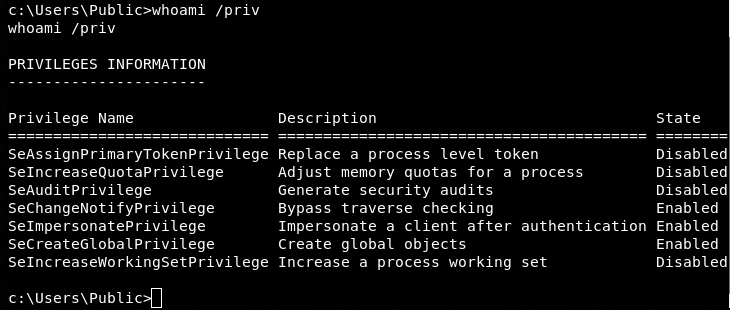 c:\Users\Public>whoami /priv
whoami /priv
PRIVILEGES INFORMATION
----------------------
Privilege Name                Description                               State
============================= ========================================= ========
SeAssignPrimaryTokenPrivilege Replace a process level token             Disabled
SeIncreaseQuotaPrivilege      Adjust memory quotas for a process        Disabled
SeAuditPrivilege              Generate security audits                  Disabled
SeChangeNotifyPrivilege       Bypass traverse checking                  Enabled
SeImpersonatePrivilege        Impersonate a client after authentication Enabled
SeCreateGlobalPrivilege       Create global objects                     Enabled
SeIncreaseWorkingSetPrivilege Increase a process working set            Disabled
c:\Users\Public>